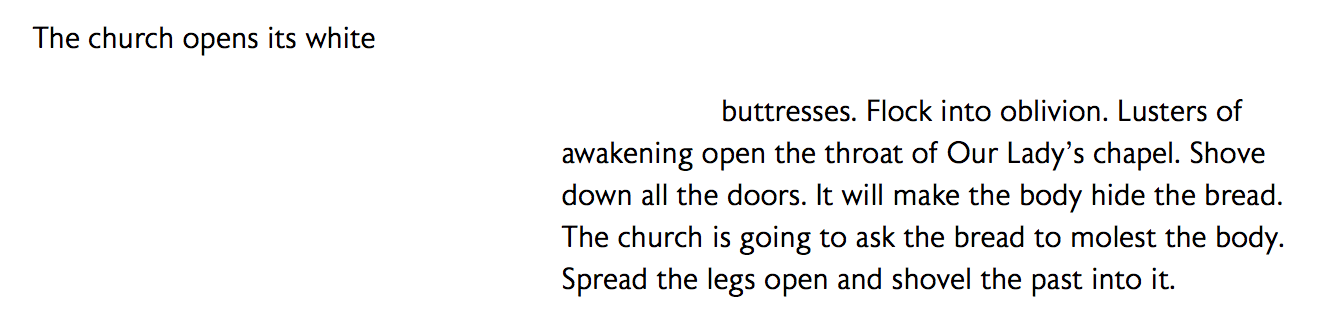 The church opens its white
buttresses. Flock into oblivion. Lusters of
awakening open the throat of Our Lady’s chapel. Shove
down all the doors. It will make the body hide the bread.
The church is going to ask the bread to molest the body.
Spread the legs open and shovel the past into it.